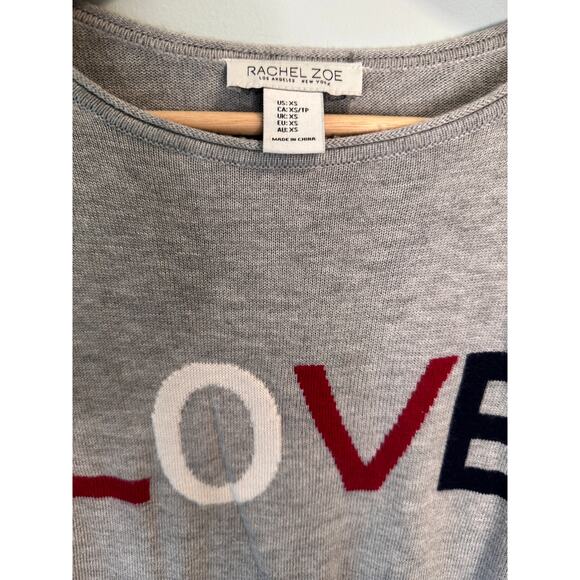 RACHEL ZOE
LOS ANGELES NEW YORK
US: XS
CA: XS/TP
UK: XS
EU: XS
AU: XS
MADE IN CHINA
LOVE